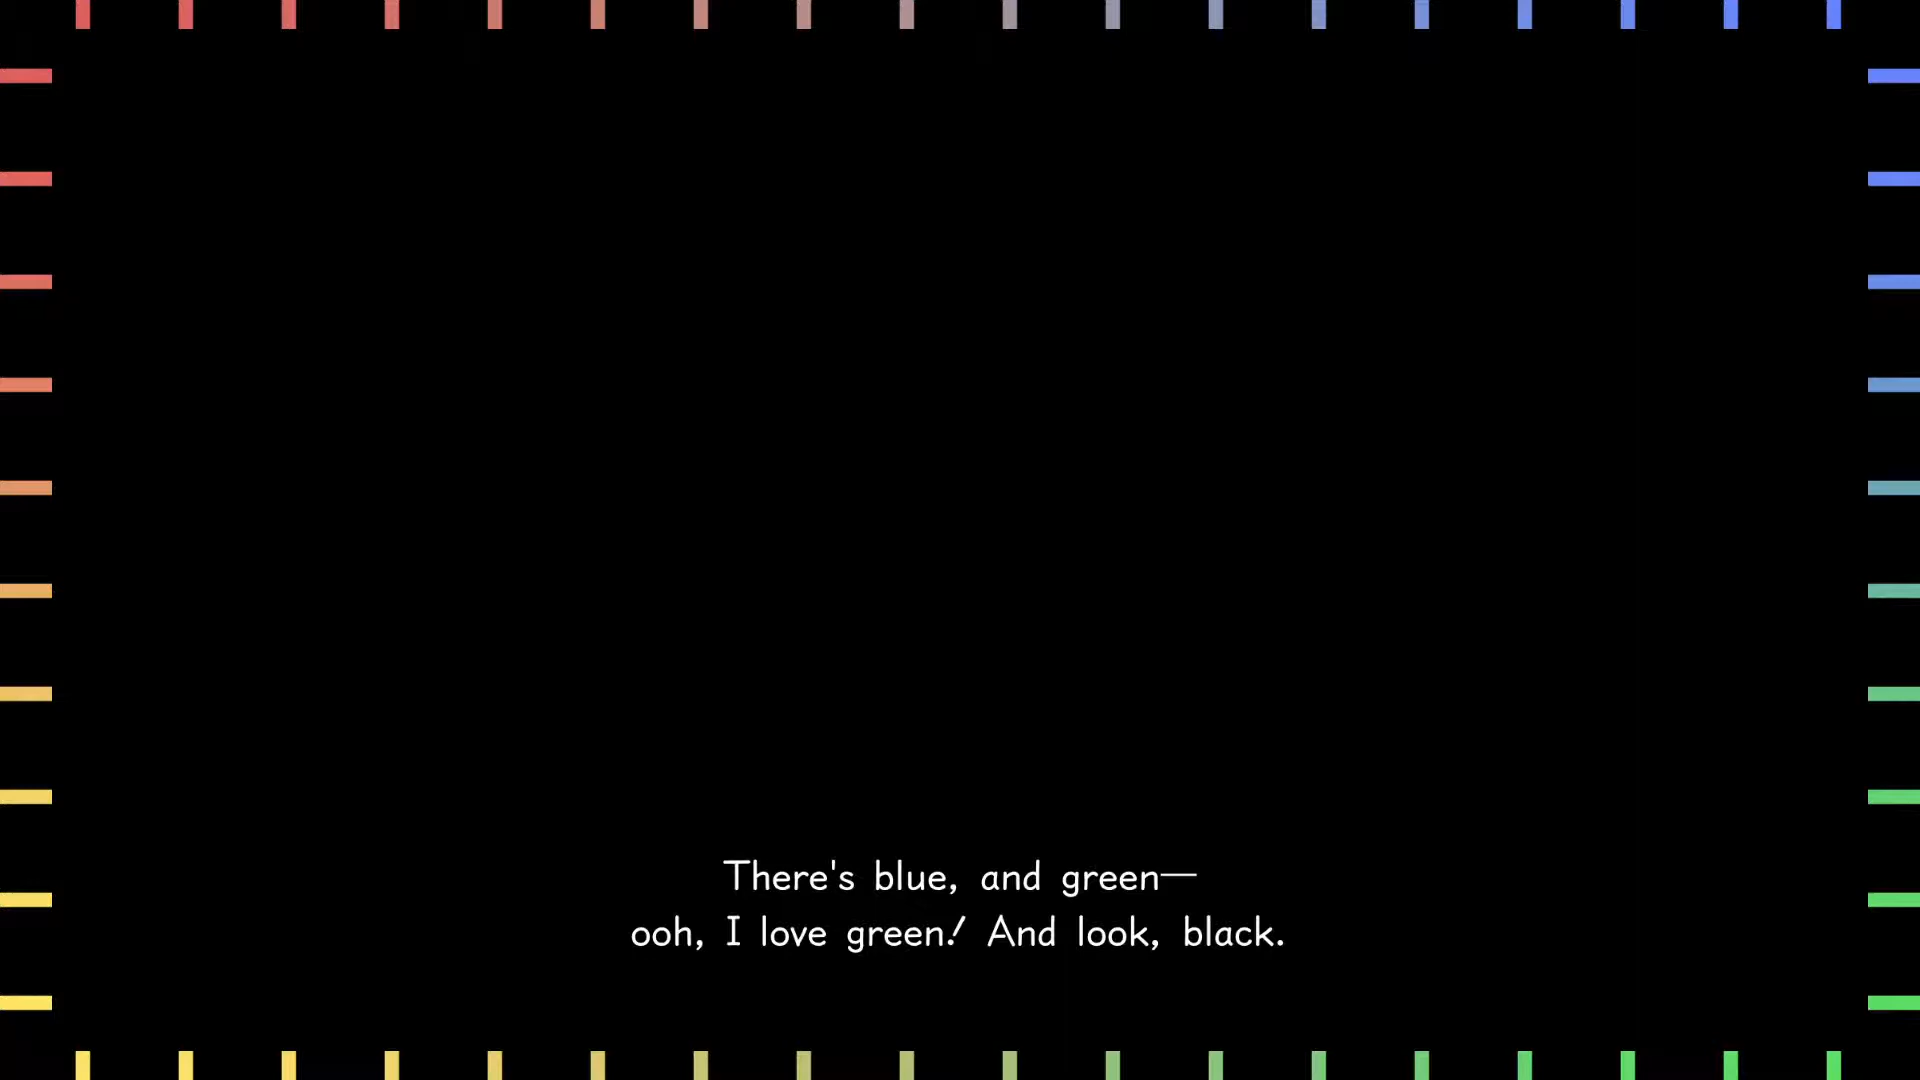 There's blue, and green—
ooh, I love green! And look, black.